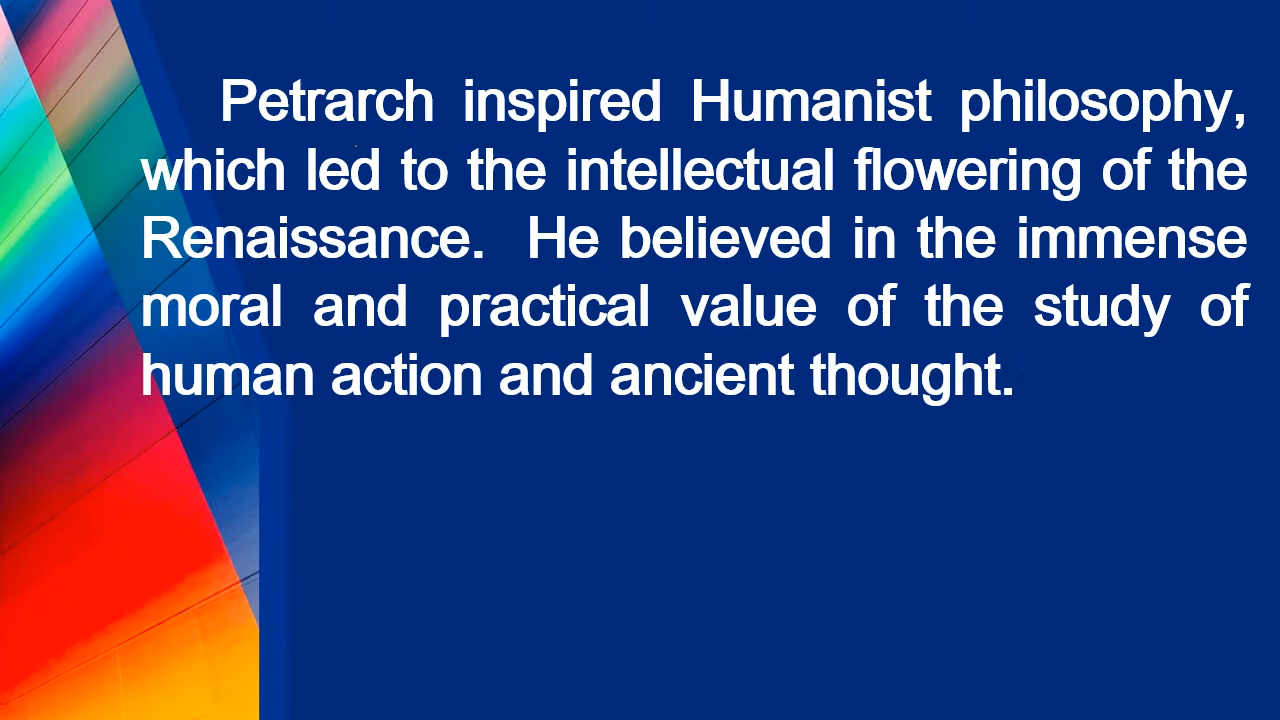 Petrarch inspired Humanist philosophy,
which led to the intellectual flowering of the
Renaissance.  He believed in the immense
moral and practical value of the study of
human action and ancient thought.